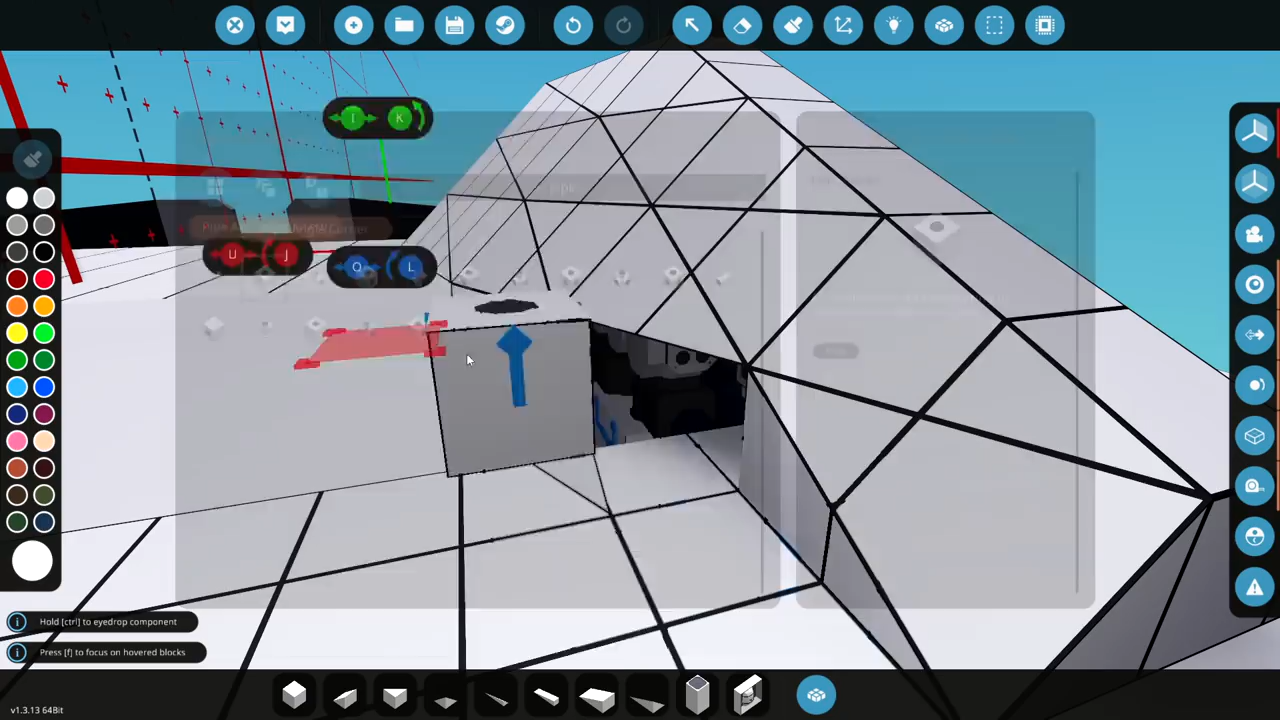 I K
U J
O L
Hold [ctrl] to eyedrop component
Press [f] to focus on hovered blocks
v1.3.13 64Bit